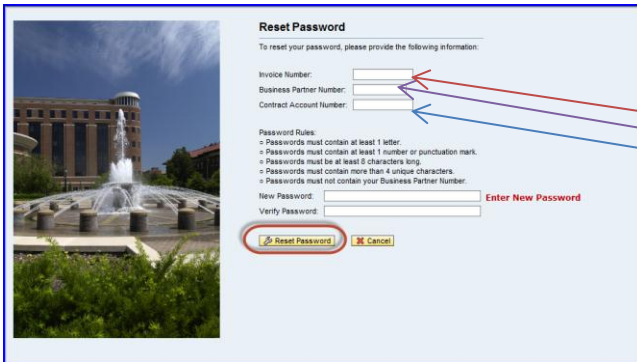 Reset Password
To reset your password, please provide the following information:
Invoice Number:
Business Partner Number:
Contract Account Number:
Password Rules:
¤ Passwords must contain at least 1 letter.
¤ Passwords must contain at least 1 number or punctuation mark.
¤ Passwords must be at least 8 characters long.
¤ Passwords must contain more than 4 unique characters.
¤ Passwords must not contain your Business Partner Number.
New Password: Enter New Password
Verify Password:
Reset Password Cancel